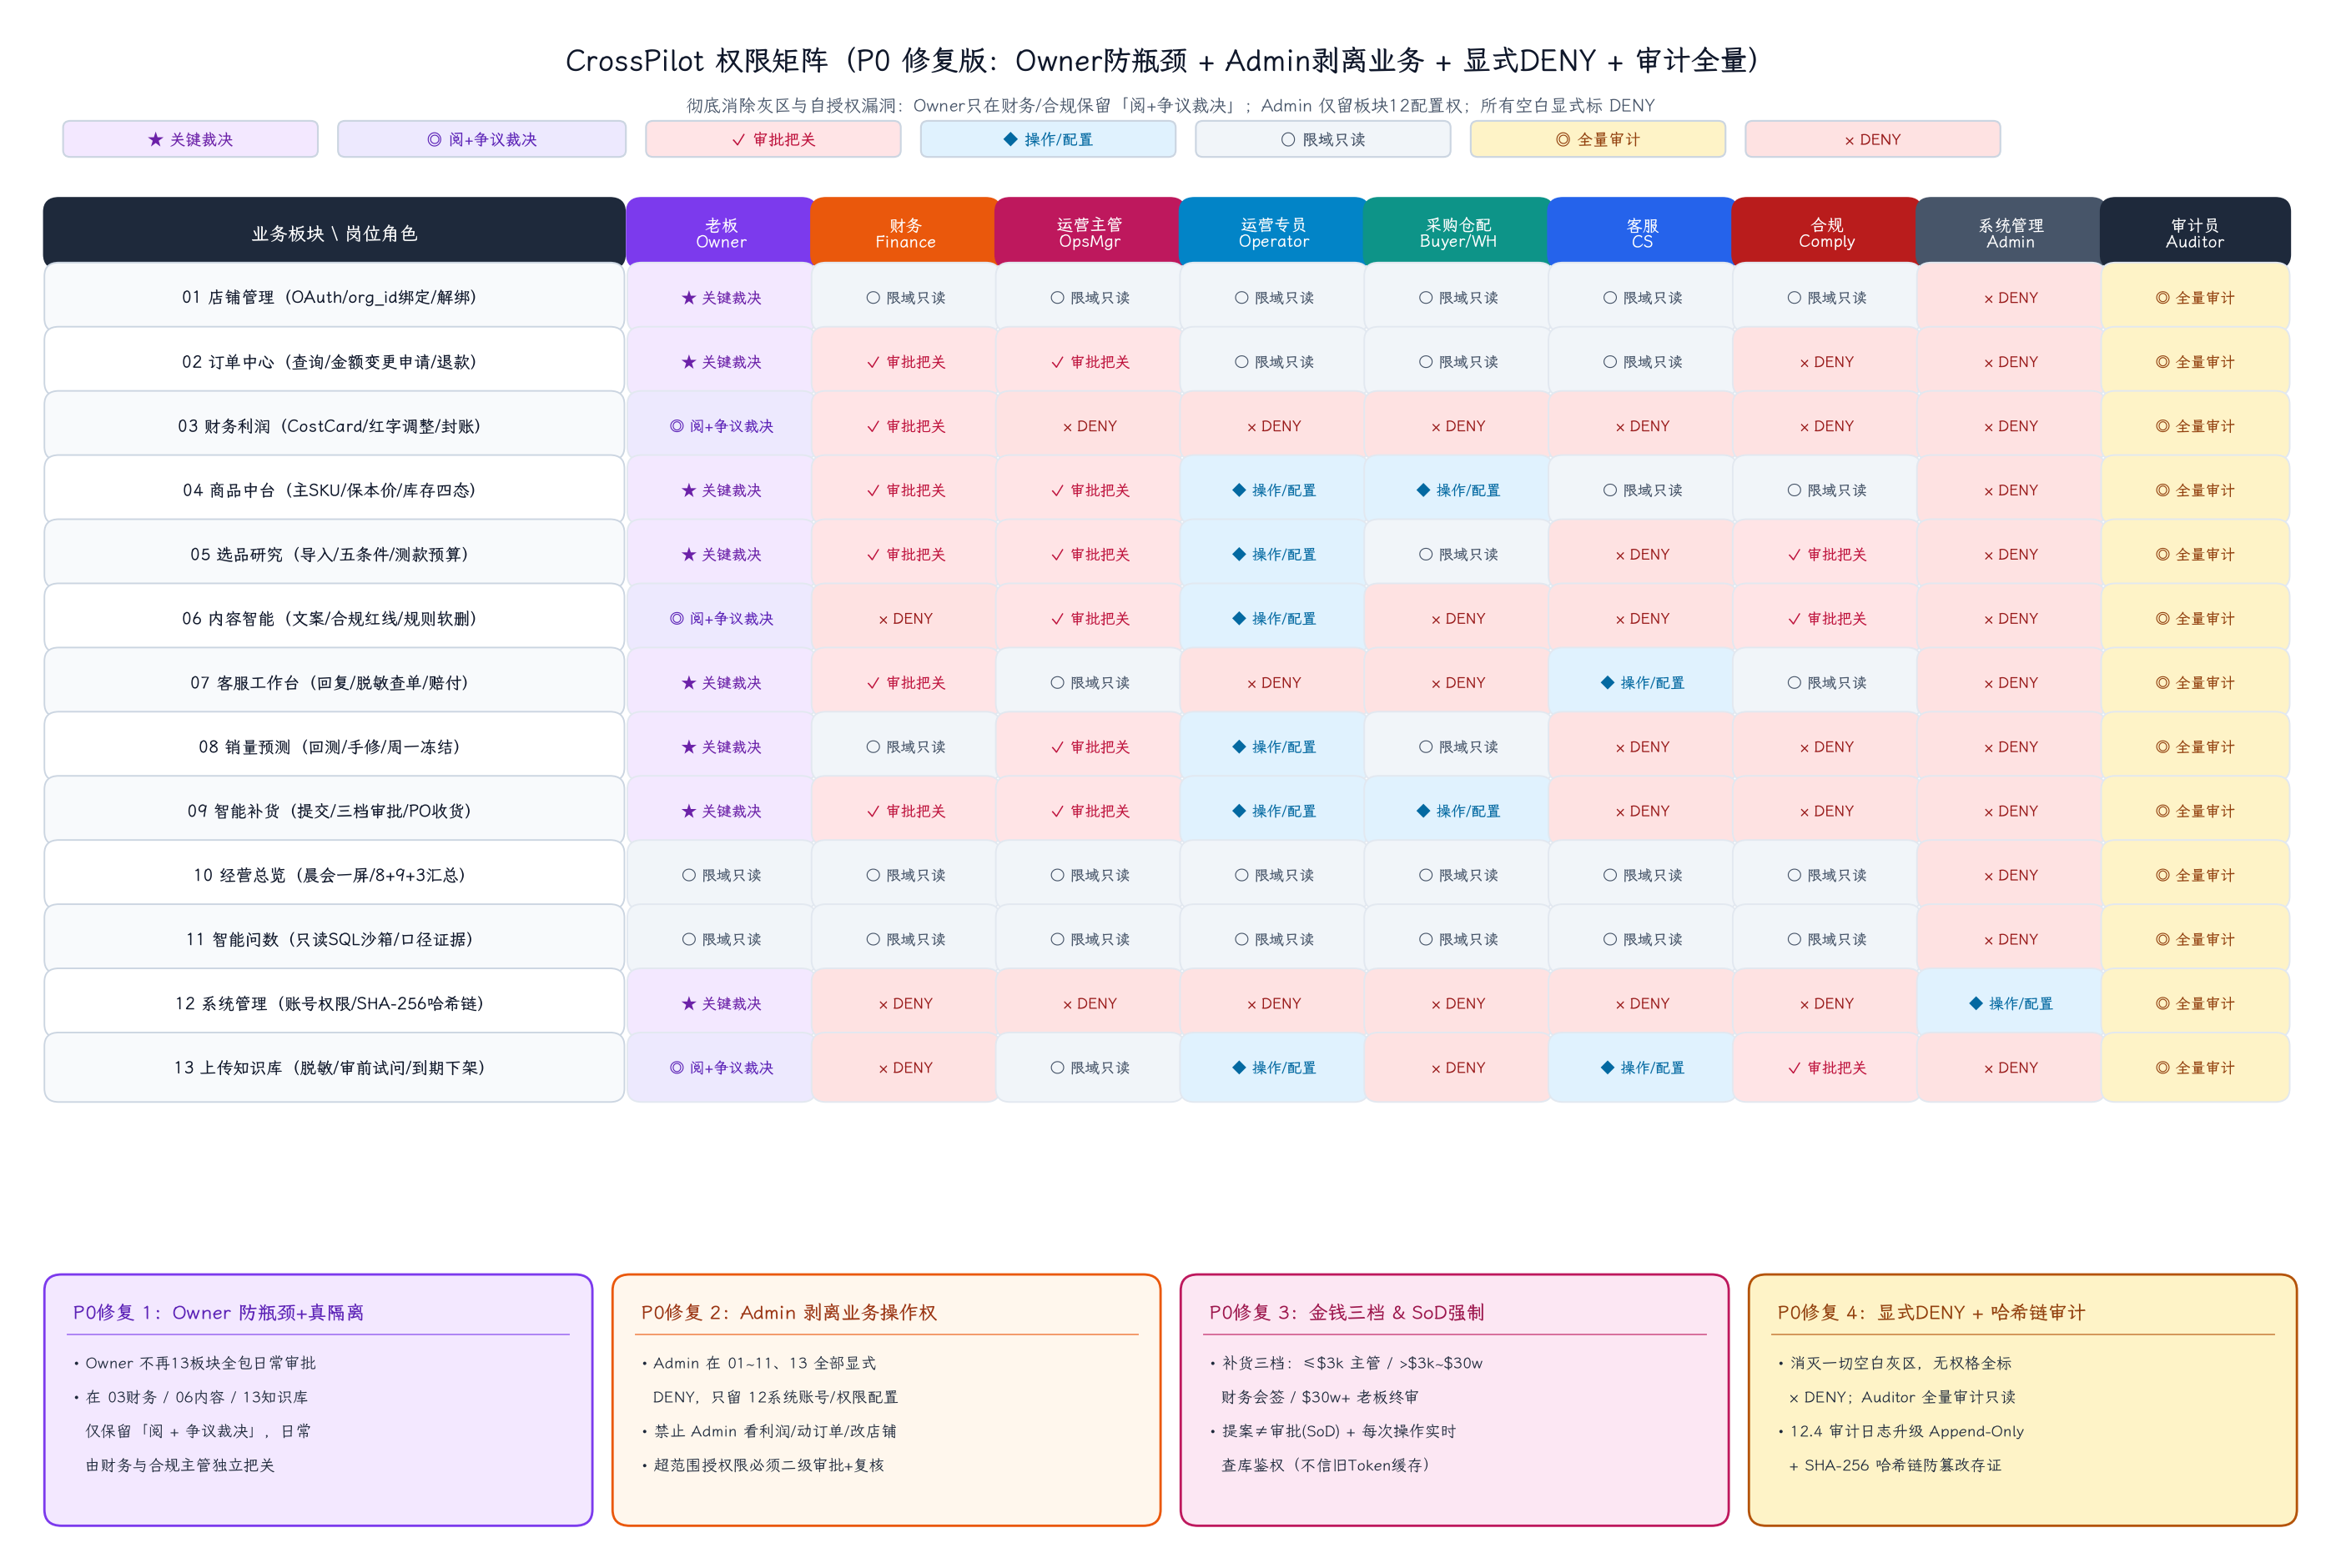 CrossPilot 权限矩阵（P0 修复版：Owner防瓶颈 + Admin剥离业务 + 显式DENY + 审计全量）
彻底消除灰区与自授权漏洞：Owner只在财务/合规保留「阅+争议裁决」；Admin 仅留板块12配置权；所有空白显式标 DENY
★ 关键裁决 ◎ 阅+争议裁决 ✓ 审批把关 ◆ 操作/配置 ○ 限域只读 ◎ 全量审计 × DENY
业务板块 \ 岗位角色 老板 财务 运营主管 运营专员 采购仓配 客服 合规 系统管理 审计员
Owner Finance OpsMgr Operator Buyer/WH CS Comply Admin Auditor
01 店铺管理（OAuth/org_id绑定/解绑） ★ 关键裁决 ○ 限域只读 ○ 限域只读 ○ 限域只读 ○ 限域只读 ○ 限域只读 ○ 限域只读 × DENY ◎ 全量审计
02 订单中心（查询/金额变更申请/退款） ★ 关键裁决 ✓ 审批把关 ✓ 审批把关 ○ 限域只读 ○ 限域只读 ○ 限域只读 × DENY × DENY ◎ 全量审计
03 财务利润（CostCard/红字调整/封账） ◎ 阅+争议裁决 ✓ 审批把关 × DENY × DENY × DENY × DENY × DENY × DENY ◎ 全量审计
04 商品中台（主SKU/保本价/库存四态） ★ 关键裁决 ✓ 审批把关 ✓ 审批把关 ◆ 操作/配置 ◆ 操作/配置 ○ 限域只读 ○ 限域只读 × DENY ◎ 全量审计
05 选品研究（导入/五条件/测款预算） ★ 关键裁决 ✓ 审批把关 ✓ 审批把关 ◆ 操作/配置 ○ 限域只读 × DENY ✓ 审批把关 × DENY ◎ 全量审计
06 内容智能（文案/合规红线/规则软删） ◎ 阅+争议裁决 × DENY ✓ 审批把关 ◆ 操作/配置 × DENY × DENY ✓ 审批把关 × DENY ◎ 全量审计
07 客服工作台（回复/脱敏查单/赔付） ★ 关键裁决 ✓ 审批把关 ○ 限域只读 × DENY × DENY ◆ 操作/配置 ○ 限域只读 × DENY ◎ 全量审计
08 销量预测（回测/手修/周一冻结） ★ 关键裁决 ○ 限域只读 ✓ 审批把关 ◆ 操作/配置 ○ 限域只读 × DENY × DENY × DENY ◎ 全量审计
09 智能补货（提交/三档审批/PO收货） ★ 关键裁决 ✓ 审批把关 ✓ 审批把关 ◆ 操作/配置 ◆ 操作/配置 × DENY × DENY × DENY ◎ 全量审计
10 经营总览（晨会一屏/8+9+3汇总） ○ 限域只读 ○ 限域只读 ○ 限域只读 ○ 限域只读 ○ 限域只读 ○ 限域只读 ○ 限域只读 × DENY ◎ 全量审计
11 智能问数（只读SQL沙箱/口径证据） ○ 限域只读 ○ 限域只读 ○ 限域只读 ○ 限域只读 ○ 限域只读 ○ 限域只读 ○ 限域只读 × DENY ◎ 全量审计
12 系统管理（账号权限/SHA-256哈希链） ★ 关键裁决 × DENY × DENY × DENY × DENY × DENY × DENY ◆ 操作/配置 ◎ 全量审计
13 上传知识库（脱敏/审前试问/到期下架） ◎ 阅+争议裁决 × DENY ○ 限域只读 ◆ 操作/配置 × DENY ◆ 操作/配置 ✓ 审批把关 × DENY ◎ 全量审计
P0修复 1：Owner 防瓶颈+真隔离
• Owner 不再13板块全包日常审批
• 在 03财务 / 06内容 / 13知识库
仅保留「阅 + 争议裁决」，日常
由财务与合规主管独立把关
P0修复 2：Admin 剥离业务操作权
• Admin 在 01~11、13 全部显式
DENY，只留 12系统账号/权限配置
• 禁止 Admin 看利润/动订单/改店铺
• 超范围授权限必须二级审批+复核
P0修复 3：金钱三档 & SoD强制
• 补货三档：≤$3k 主管 / >$3k~$30w
财务会签 / $30w+ 老板终审
• 提案≠审批(SoD) + 每次操作实时
查库鉴权（不信旧Token缓存）
P0修复 4：显式DENY + 哈希链审计
• 消灭一切空白灰区，无权格全标
× DENY；Auditor 全量审计只读
• 12.4 审计日志升级 Append-Only
+ SHA-256 哈希链防篡改存证